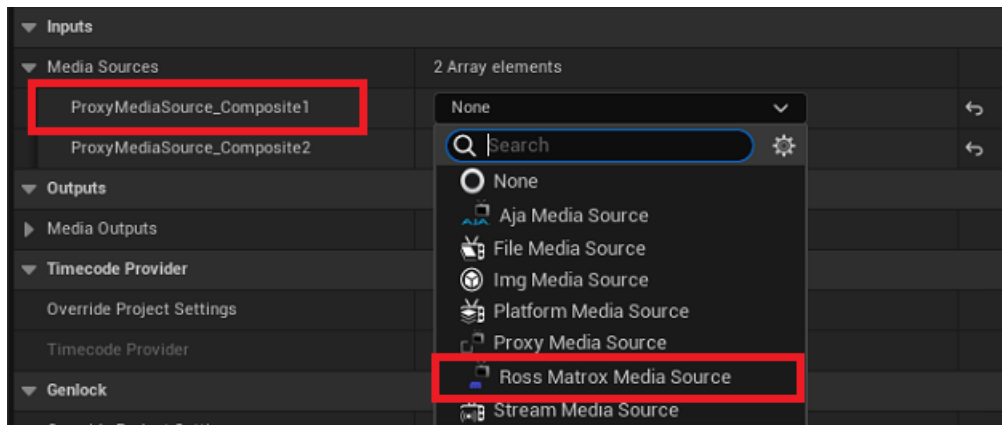 Inputs
Media Sources 2 Array elements
ProxyMediaSource_Composite1 None
ProxyMediaSource_Composite2 Search
None
Outputs
AJA Aja Media Source
Media Outputs File Media Source
Timecode Provider Img Media Source
Override Project Settings Platform Media Source
Timecode Provider Proxy Media Source
Ross Matrox Media Source
Genlock
Stream Media Source